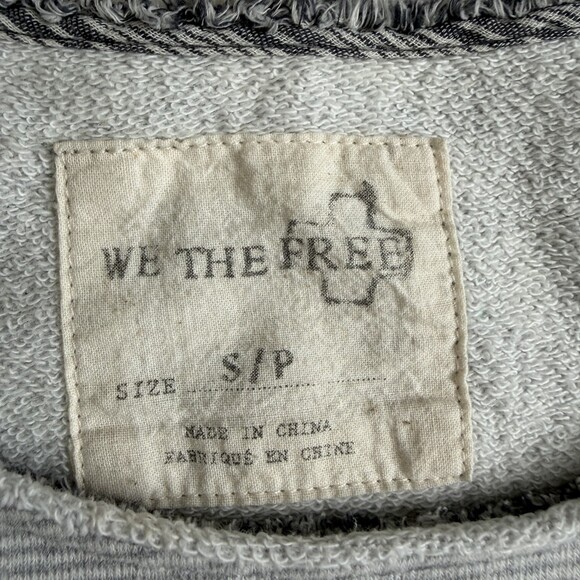 WE THE FREE
SIZE S/P
MADE IN CHINA
FABRIQUÉ EN CHINE